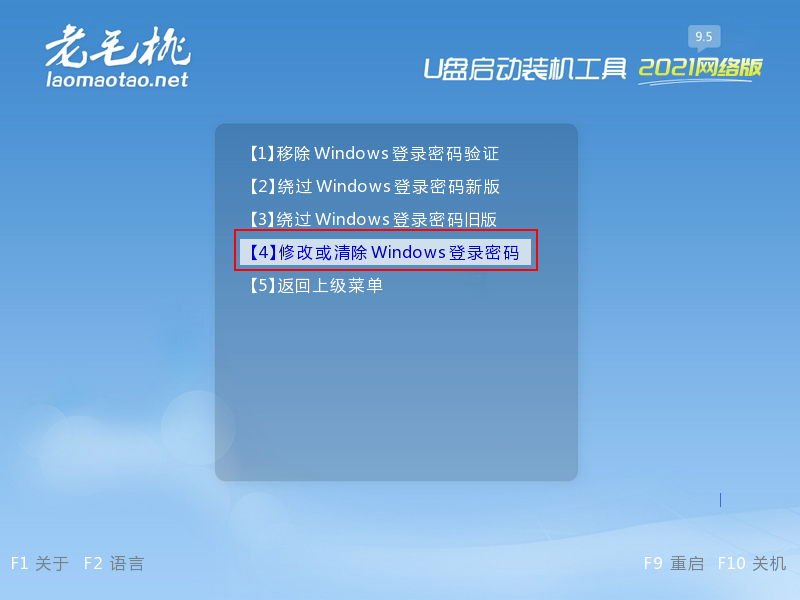 老毛桃
laomaotao.net
9.5
U盘启动装机工具 2021网络版
【1】移除 Windows 登录密码验证
【2】绕过 Windows 登录密码新版
【3】绕过 Windows 登录密码旧版
【4】修改或清除 Windows 登录密码
【5】返回上级菜单
F1 关于 F2 语言 F9 重启 F10 关机